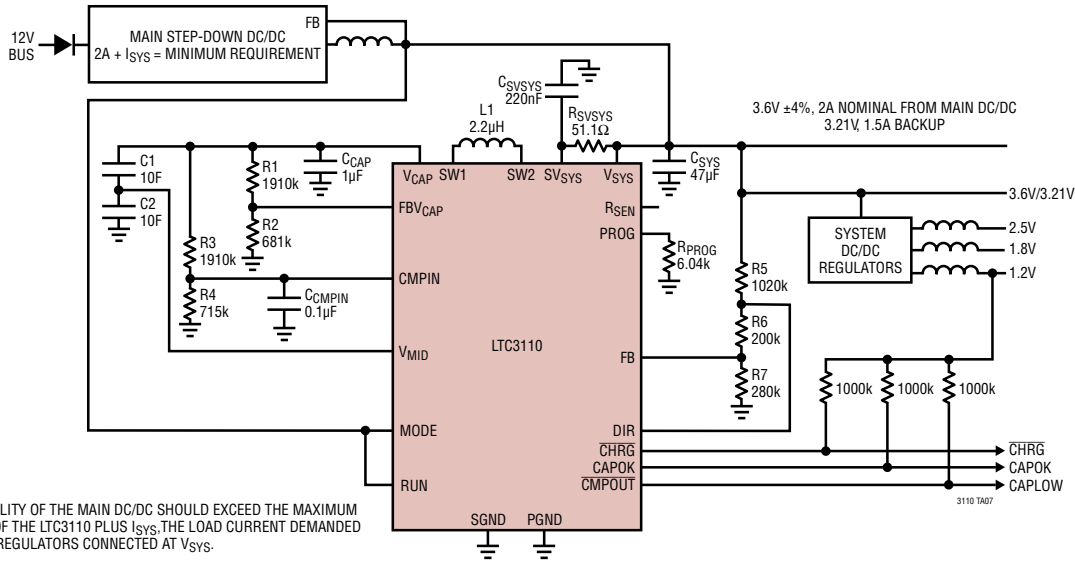 12V
BUS
MAIN STEP-DOWN DC/DC
2A + ISYS = MINIMUM REQUIREMENT
FB
CSVSYS
220nF
RSVSYS
51.1Ω
L1
2.2µH
3.6V ±4%, 2A NOMINAL FROM MAIN DC/DC
3.21V, 1.5A BACKUP
C1
10F
C2
10F
R1
1910k
CCAP
1µF
R2
681k
R3
1910k
R4
715k
CCMPIN
0.1µF
VCAP
SW1
SW2
SVSYS
VSYS
CSYS
47µF
FBVCAP
RSEN
PROG
RPROG
6.04k
CMPIN
VMID
LTC3110
FB
MODE
DIR
CHRG
CAPOK
CMPOUT
RUN
SGND
PGND
R5
1020k
R6
200k
R7
280k
3.6V/3.21V
SYSTEM
DC/DC
REGULATORS
2.5V
1.8V
1.2V
1000k
1000k
1000k
CHRG
CAPOK
CAPLOW
3110 TA07
LITY OF THE MAIN DC/DC SHOULD EXCEED THE MAXIMUM
OF THE LTC3110 PLUS ISYS,THE LOAD CURRENT DEMANDED
REGULATORS CONNECTED AT VSYS.